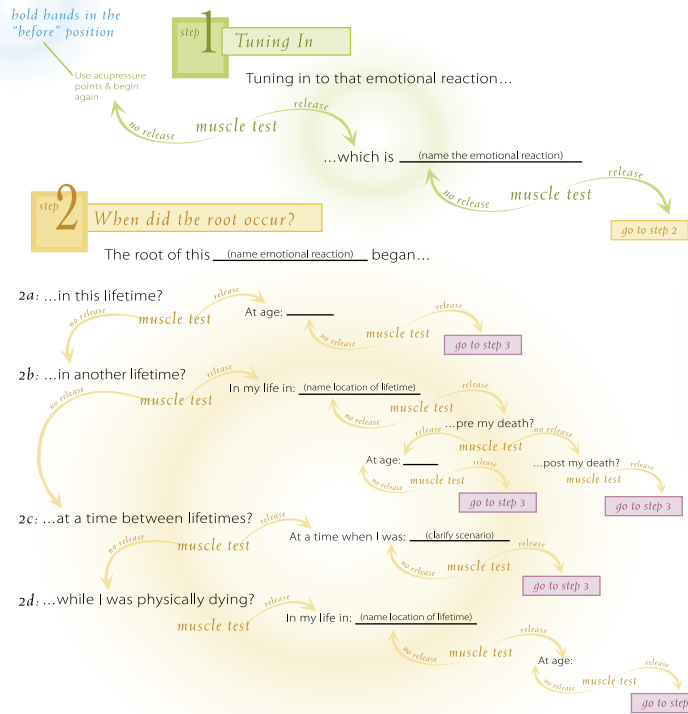 hold hands in the
"before" position
step 1 Tuning In
Use acupressure
points & begin
again
Tuning in to that emotional reaction...
no release muscle test release
...which is (name the emotional reaction)
no release muscle test release
go to step 2
step 2 When did the root occur?
The root of this (name emotional reaction) began...
2a: ...in this lifetime?
no release muscle test release
At age:
no release muscle test release
go to step 3
2b: ...in another lifetime?
no release muscle test release
In my life in: (name location of lifetime)
no release muscle test release
...pre my death?
release muscle test no release
At age:
no release muscle test release
go to step 3
...post my death?
muscle test release
go to step 3
2c: ...at a time between lifetimes?
no release muscle test release
At a time when I was: (clarify scenario)
no release muscle test release
go to step 3
2d: ...while I was physically dying?
muscle test release
In my life in: (name location of lifetime)
no release muscle test release
At age:
no release muscle test release
go to step